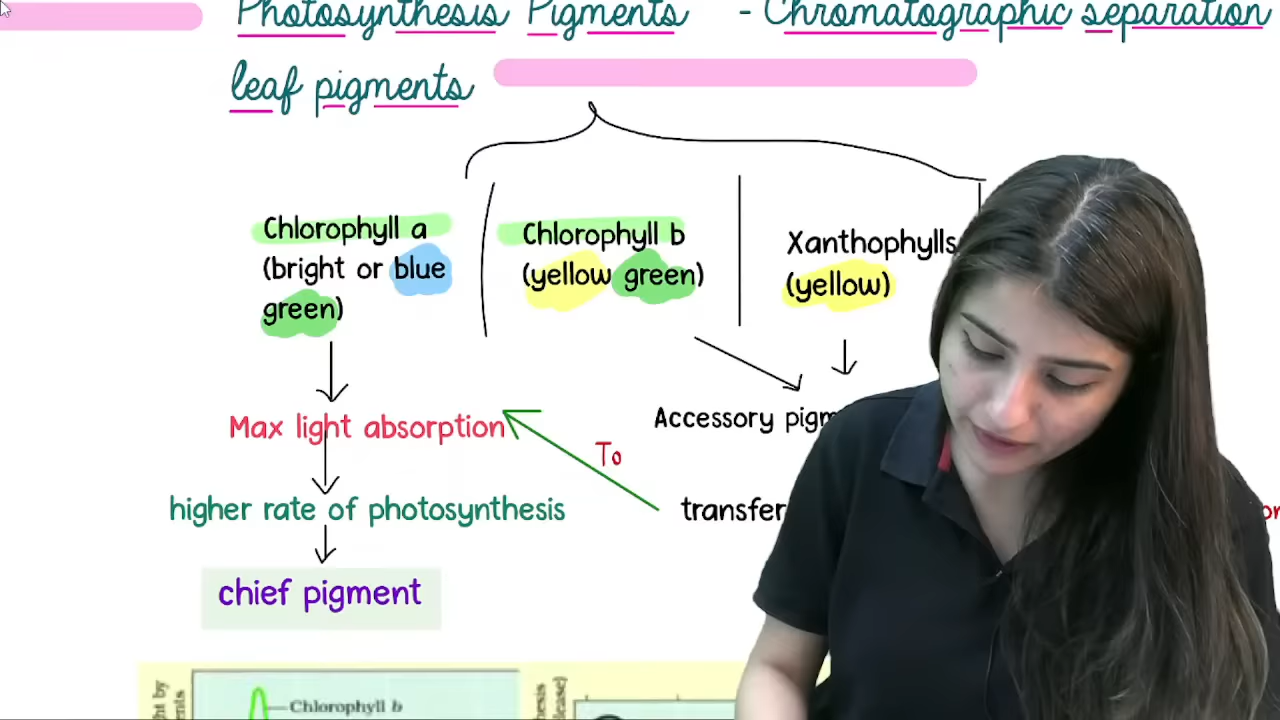 Photosynthesis Pigments - Chromatographic separation
leaf pigments
Chlorophyll a
(bright or blue
green)
Chlorophyll b
(yellow green)
Xanthophylls
(yellow)
Max light absorption
To
Accessory
higher rate of photosynthesis
chief pigment
Chlorophyll b